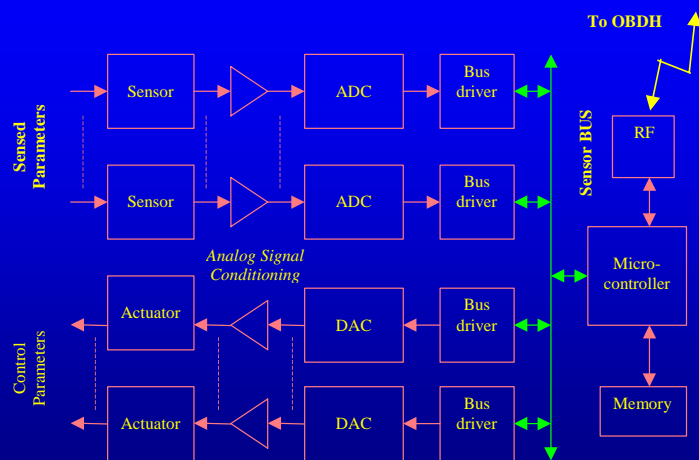 To OBDH
Sensed
Parameters
Sensor
ADC
Bus
driver
Sensor BUS
RF
Sensor
ADC
Bus
driver
Analog Signal
Conditioning
Micro-
controller
Control
Parameters
Actuator
DAC
Bus
driver
Actuator
DAC
Bus
driver
Memory